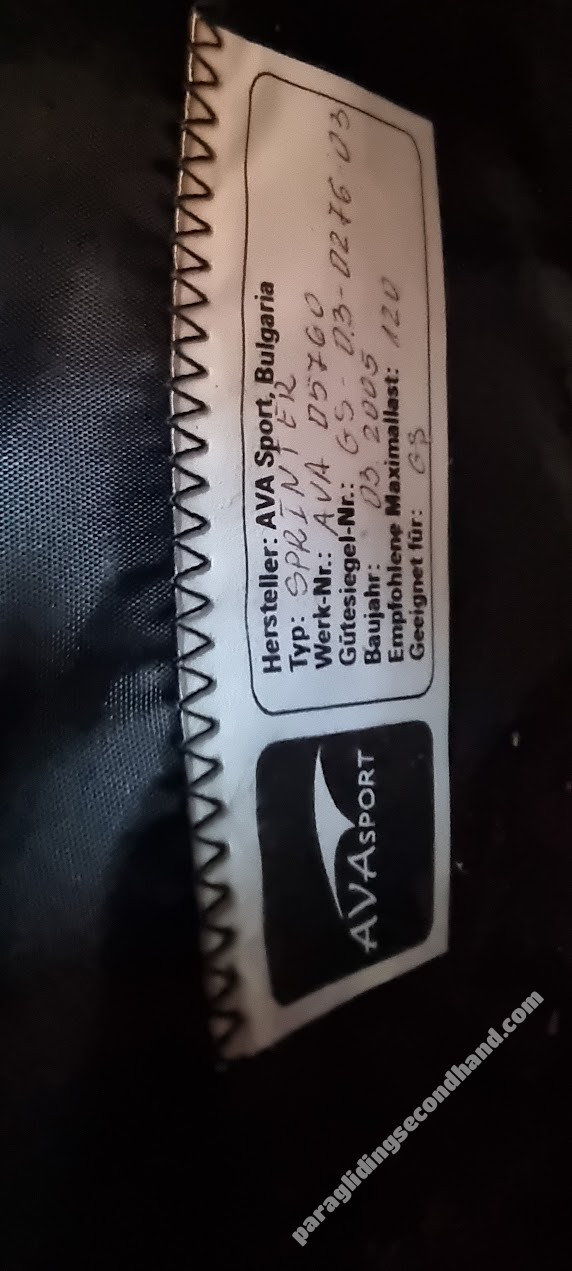 Hersteller: AVA Sport, Bulgaria
Typ: SPRINTER
Werk-Nr.: AVA 05760
Gütesiegel-Nr.: GS-03-0276-03
Baujahr: 03.2005
Empfohlene Maximallast: 120
Geeignet für: GS
AVASPORT
paraglidingsecondhand.com